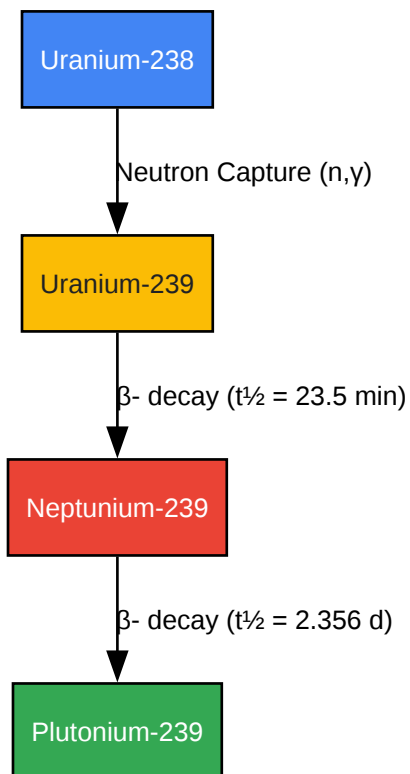 Uranium-238
Neutron Capture (n,γ)
Uranium-239
β- decay (t½ = 23.5 min)
Neptunium-239
β- decay (t½ = 2.356 d)
Plutonium-239